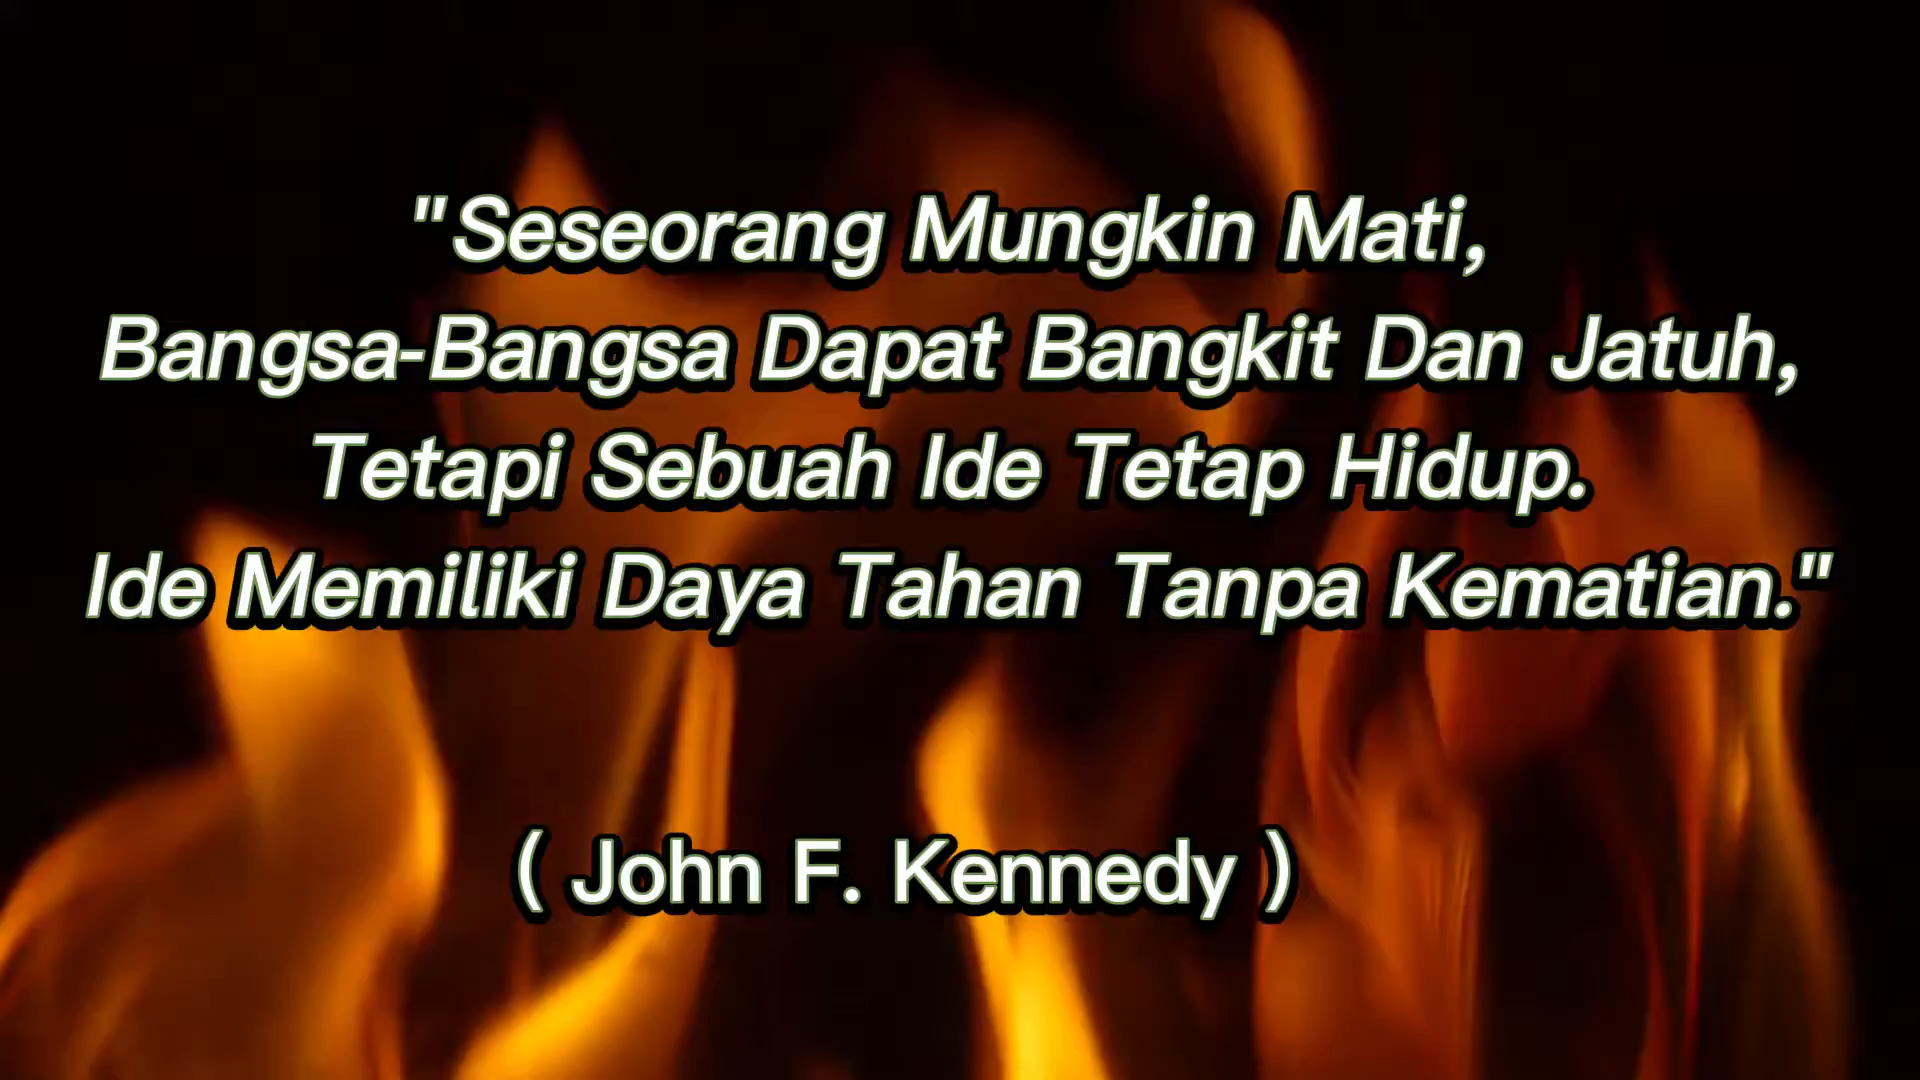 "Seseorang Mungkin Mati,
Bangsa-Bangsa Dapat Bangkit Dan Jatuh,
Tetapi Sebuah Ide Tetap Hidup.
Ide Memiliki Daya Tahan Tanpa Kematian."
( John F. Kennedy )